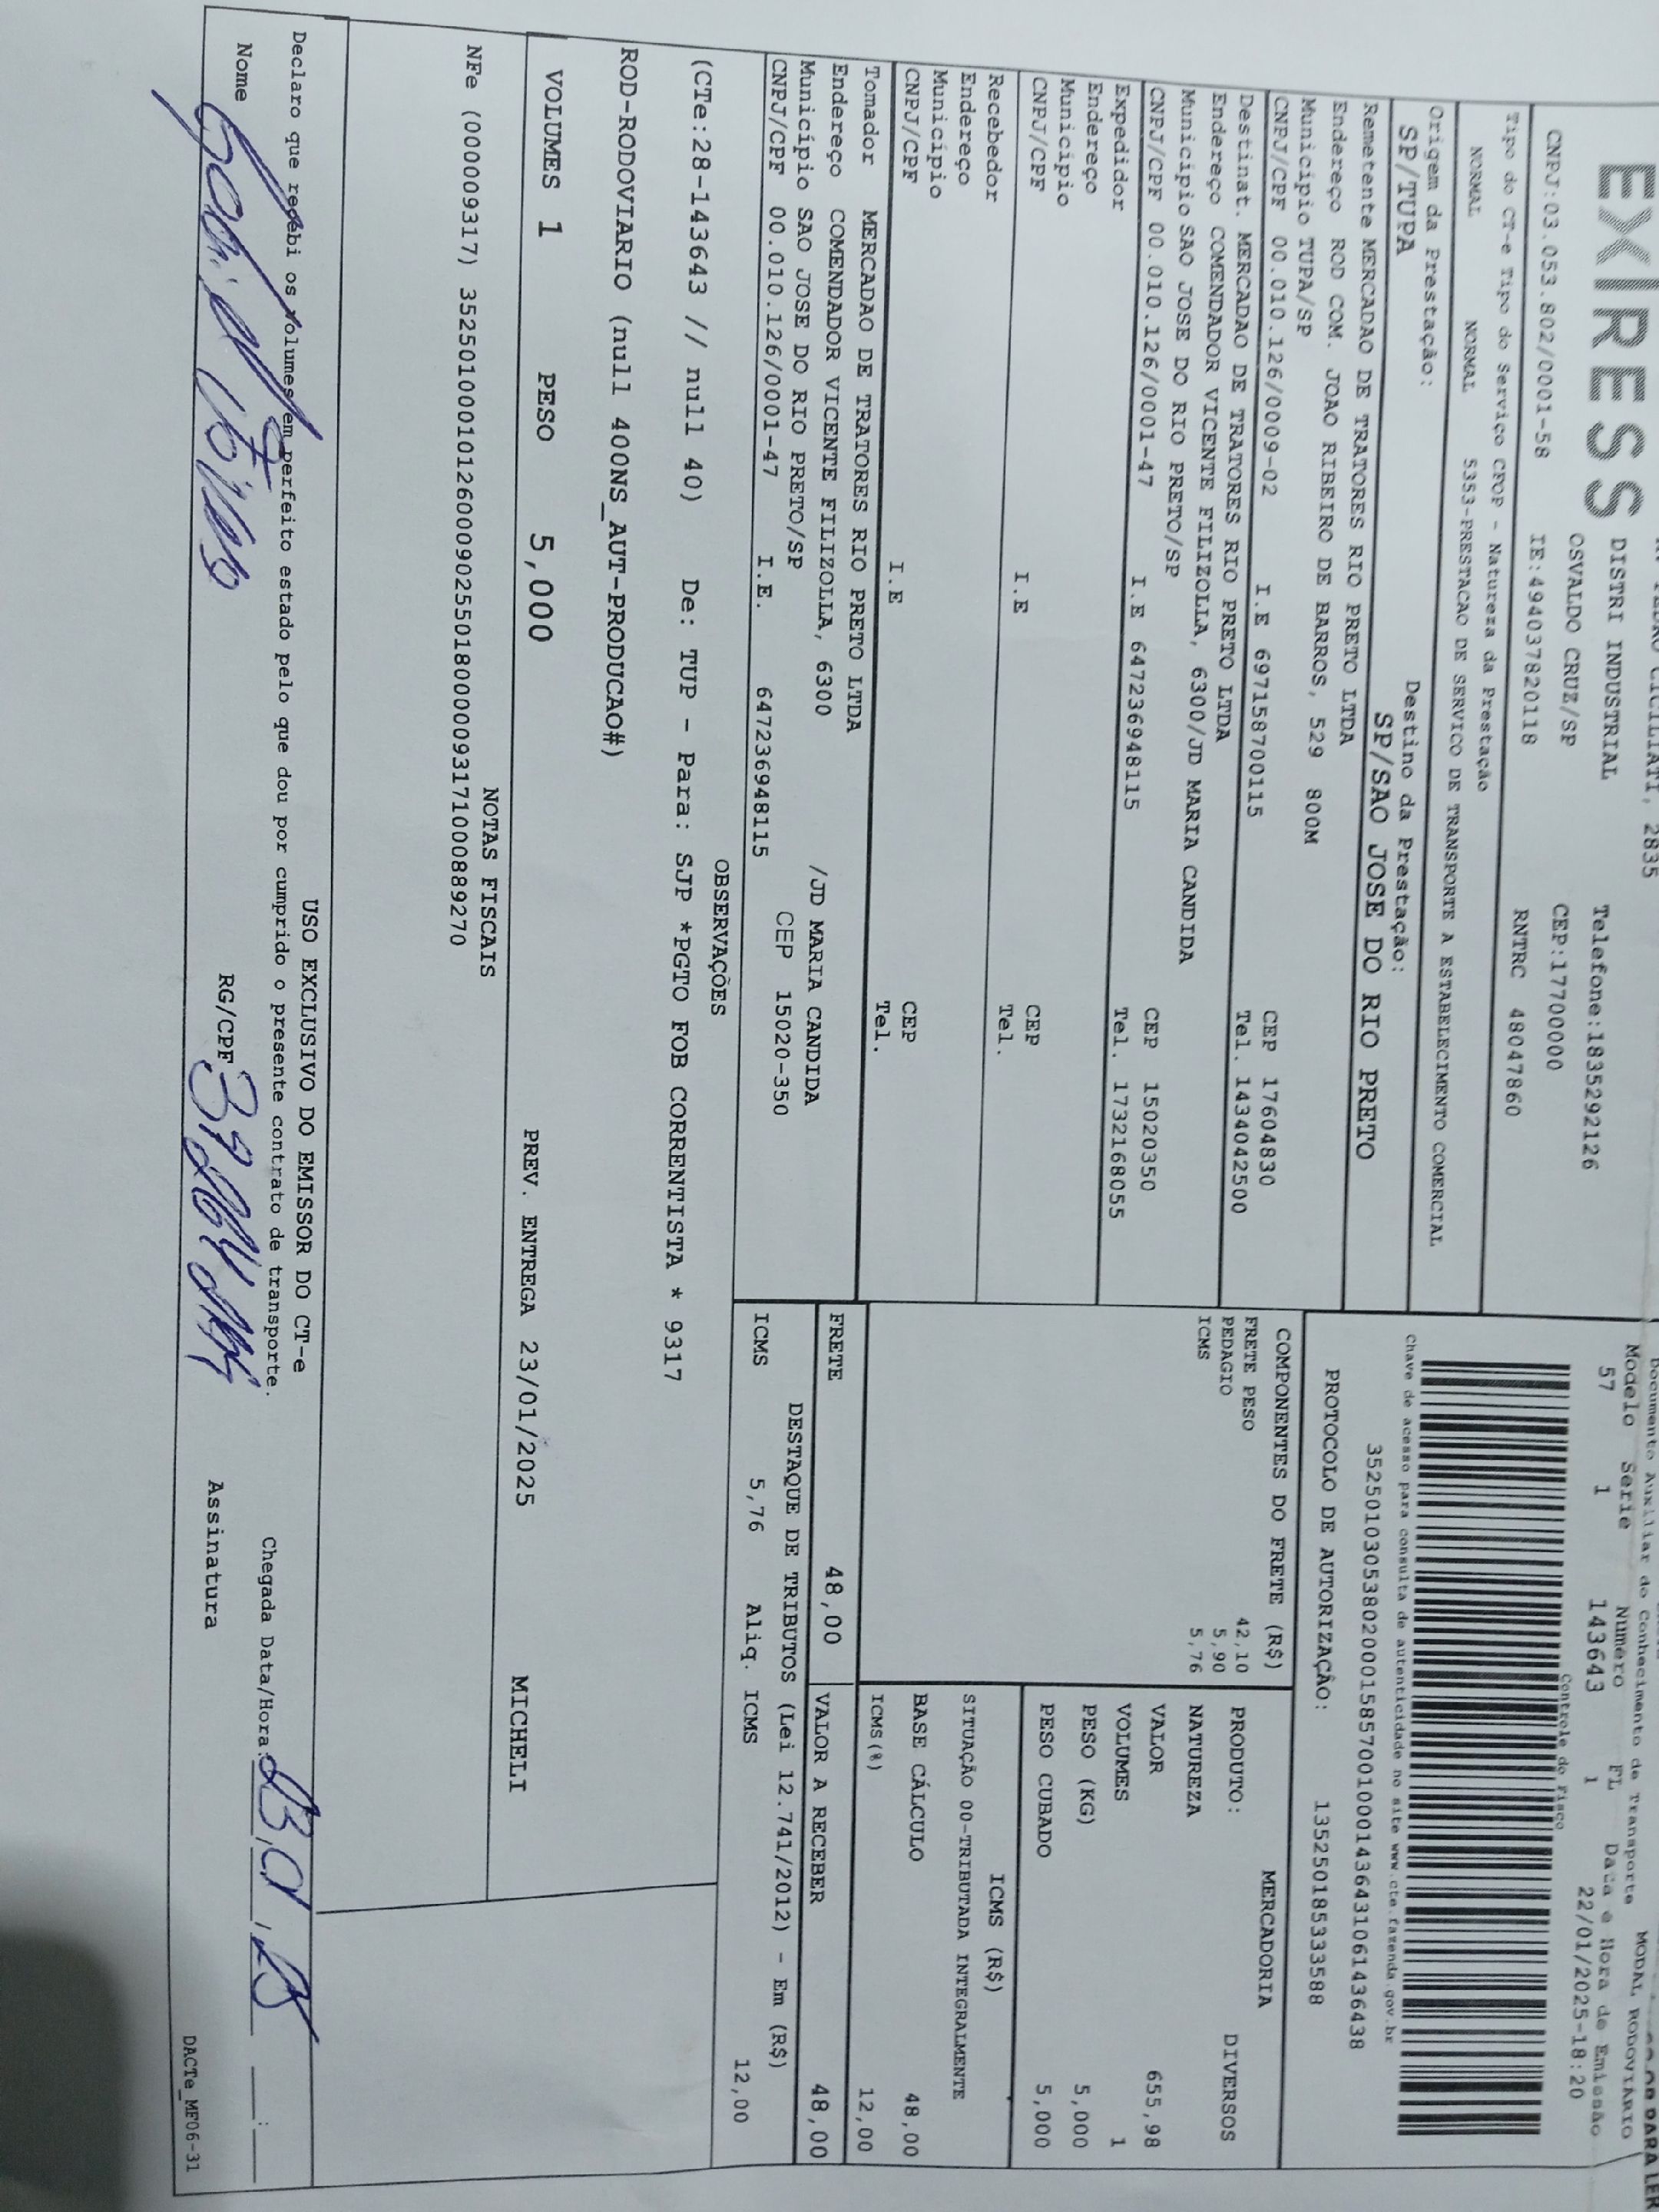 EXPRESS
CICILIATI, 2835
DISTRI INDUSTRIAL Telefone:1835292126
OSVALDO CRUZ/SP CEP:17700000
CNPJ:03.053.802/0001-58 IE:494037820118 RNTRC 48047860
Tipo do CT-e Tipo do Serviço CFOP - Natureza da Prestação
NORMAL NORMAL 5353-PRESTACAO DE SERVICO DE TRANSPORTE A ESTABELECIMENTO COMERCIAL
Origem da Prestação: Destino da Prestação:
SP/TUPA SP/SAO JOSE DO RIO PRETO
Documento Auxiliar do Conhecimento de Transporte MODAL RODOVIÁRIO
Modelo Serie Número FL Data e Hora de Emissão
57 1 143643 1 22/01/2025-18:20
Controle do Fisco
chave de acesso para consulta de autenticidade no site www.cte.fazenda.gov.br
35250103053802000158570010001436431061436438
PROTOCOLO DE AUTORIZAÇÃO: 135250185333588
Remetente MERCADAO DE TRATORES RIO PRETO LTDA
Endereço ROD COM. JOAO RIBEIRO DE BARROS, 529 800M
Município TUPA/SP CEP 17604830
CNPJ/CPF 00.010.126/0009-02 I.E 697158700115 Tel. 1434042500
Destinat. MERCADAO DE TRATORES RIO PRETO LTDA
Endereço COMENDADOR VICENTE FILIZOLLA, 6300/JD MARIA CANDIDA
Município SAO JOSE DO RIO PRETO/SP CEP 15020350
CNPJ/CPF 00.010.126/0001-47 I.E 647236948115 Tel. 1732168055
Expedidor
Endereço
Município CEP
CNPJ/CPF I.E Tel.
Recebedor
Endereço
Município CEP
CNPJ/CPF I.E Tel.
Tomador MERCADAO DE TRATORES RIO PRETO LTDA
Endereço COMENDADOR VICENTE FILIZOLLA, 6300 /JD MARIA CANDIDA
Município SAO JOSE DO RIO PRETO/SP CEP 15020-350
CNPJ/CPF 00.010.126/0001-47 I.E. 647236948115
COMPONENTES DO FRETE (R$)
FRETE PESO 42,10
PEDAGIO 5,90
ICMS 5,76
MERCADORIA
PRODUTO: DIVERSOS
NATUREZA
VALOR 655,98
VOLUMES 1
PESO (KG) 5,000
PESO CUBADO 5,000
ICMS (R$)
SITUAÇÃO 00-TRIBUTADA INTEGRALMENTE
BASE CÁLCULO 48,00
ICMS(%) 12,00
FRETE 48,00 VALOR A RECEBER 48,00
DESTAQUE DE TRIBUTOS (Lei 12.741/2012) - Em (R$)
ICMS 5,76 Aliq. ICMS 12,00
OBSERVAÇÕES
(CTe:28-143643 // null 40) De: TUP - Para: SJP *PGTO FOB CORRENTISTA * 9317
ROD-RODOVIARIO (null 400NS_AUT-PRODUCAO#)
VOLUMES 1 PESO 5,000 PREV. ENTREGA 23/01/2025 MICHELI
NOTAS FISCAIS
NFe (000009317) 35250100010126000902550180000093171000889270
USO EXCLUSIVO DO EMISSOR DO CT-e
Declaro que recebi os volumes em perfeito estado pelo que dou por cumprido o presente contrato de transporte.
Chegada Data/Hora:
Nome RG/CPF Assinatura
DACTe_MF06-31